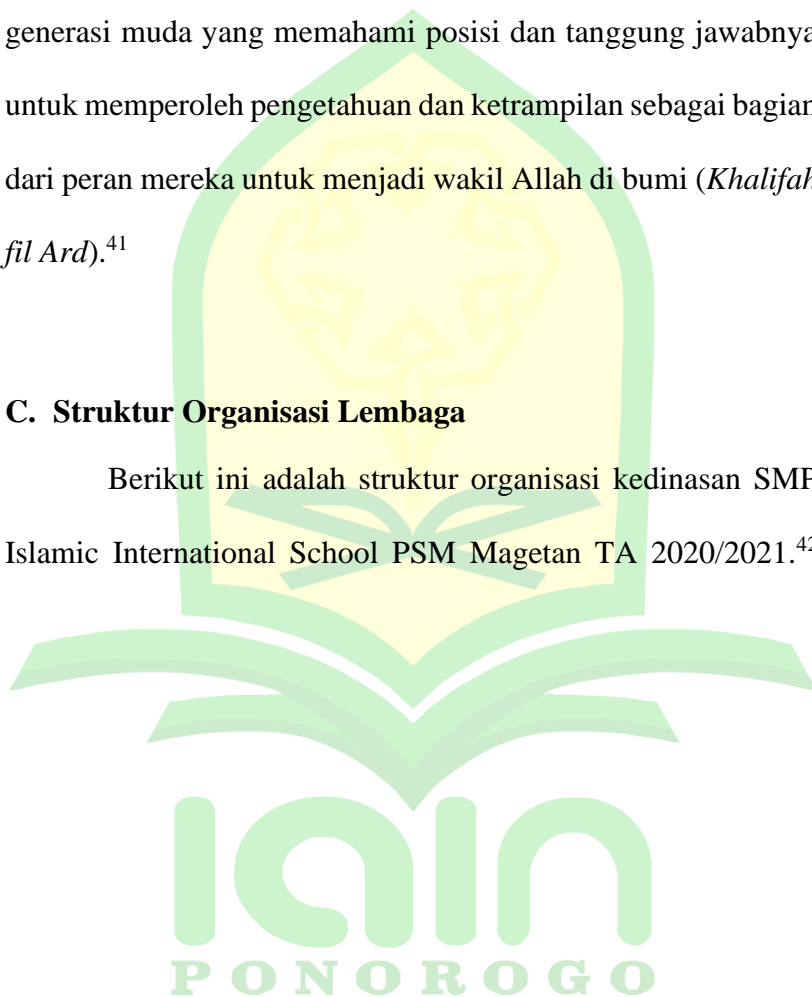 generasi muda yang memahami posisi dan tanggung jawabnya
untuk memperoleh pengetahuan dan ketrampilan sebagai bagian
dari peran mereka untuk menjadi wakil Allah di bumi (Khalifah
fil Ard).41
C. Struktur Organisasi Lembaga
Berikut ini adalah struktur organisasi kedinasan SMP
Islamic International School PSM Magetan TA 2020/2021.42
iain
PONOROGO